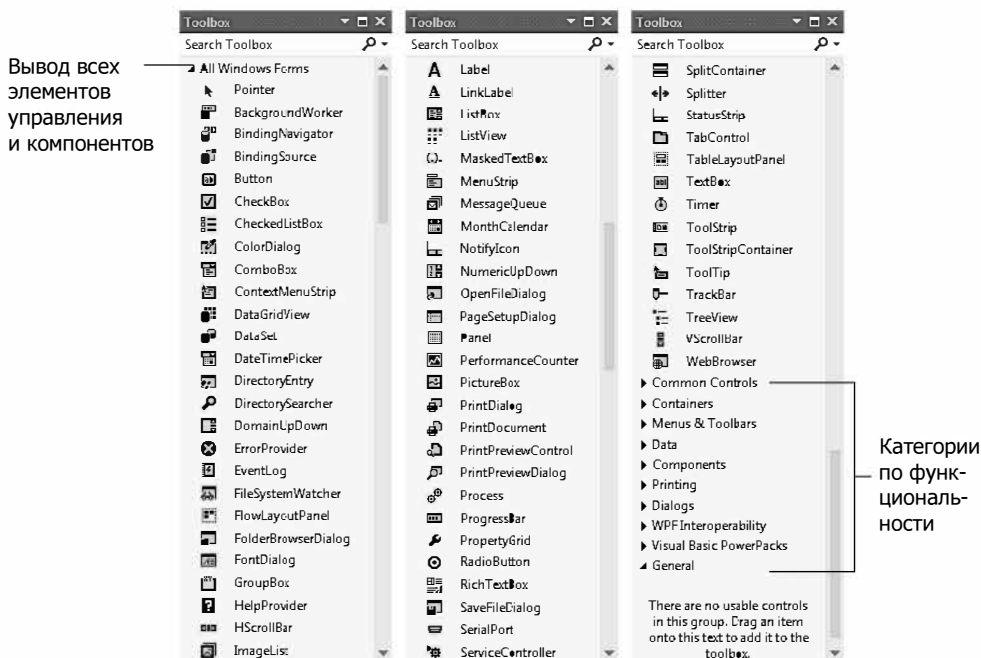 Вывод всех
элементов
управления
и компонентов
Toolbox
Search Toolbox
All Windows Forms
Pointer
BackgroundWorker
BindingNavigator
BindingSource
Button
CheckBox
CheckedListBox
ColorDialog
ComboBox
ContextMenuStrip
DataGridView
DataSet
DateTimePicker
DirectoryEntry
DirectorySearcher
DomainUpDown
ErrorProvider
EventLog
FileSystemWatcher
FlowLayoutPanel
FolderBrowserDialog
FontDialog
GroupBox
HelpProvider
HScrollBar
ImageList
Toolbox
Search Toolbox
Label
LinkLabel
ListBox
ListView
MaskedTextBox
MenuStrip
MessageQueue
MonthCalendar
NotifyIcon
NumericUpDown
OpenFileDialog
PageSetupDialog
Panel
PerformanceCounter
PictureBox
PrintDialog
PrintDocument
PrintPreviewControl
PrintPreviewDialog
Process
ProgressBar
PropertyGrid
RadioButton
RichTextBox
SaveFileDialog
SerialPort
ServiceController
Toolbox
Search Toolbox
SplitContainer
Splitter
StatusStrip
TabControl
TableLayoutPanel
TextBox
Timer
ToolStrip
ToolStripContainer
ToolTip
TrackBar
TreeView
VScrollBar
WebBrowser
Common Controls
Containers
Menus & Toolbars
Data
Components
Printing
Dialogs
WPF Interoperability
Visual Basic PowerPacks
General
There are no usable controls
in this group. Drag an item
onto this text to add it to the
toolbox.
Категории
по функ-
циональ-
ности